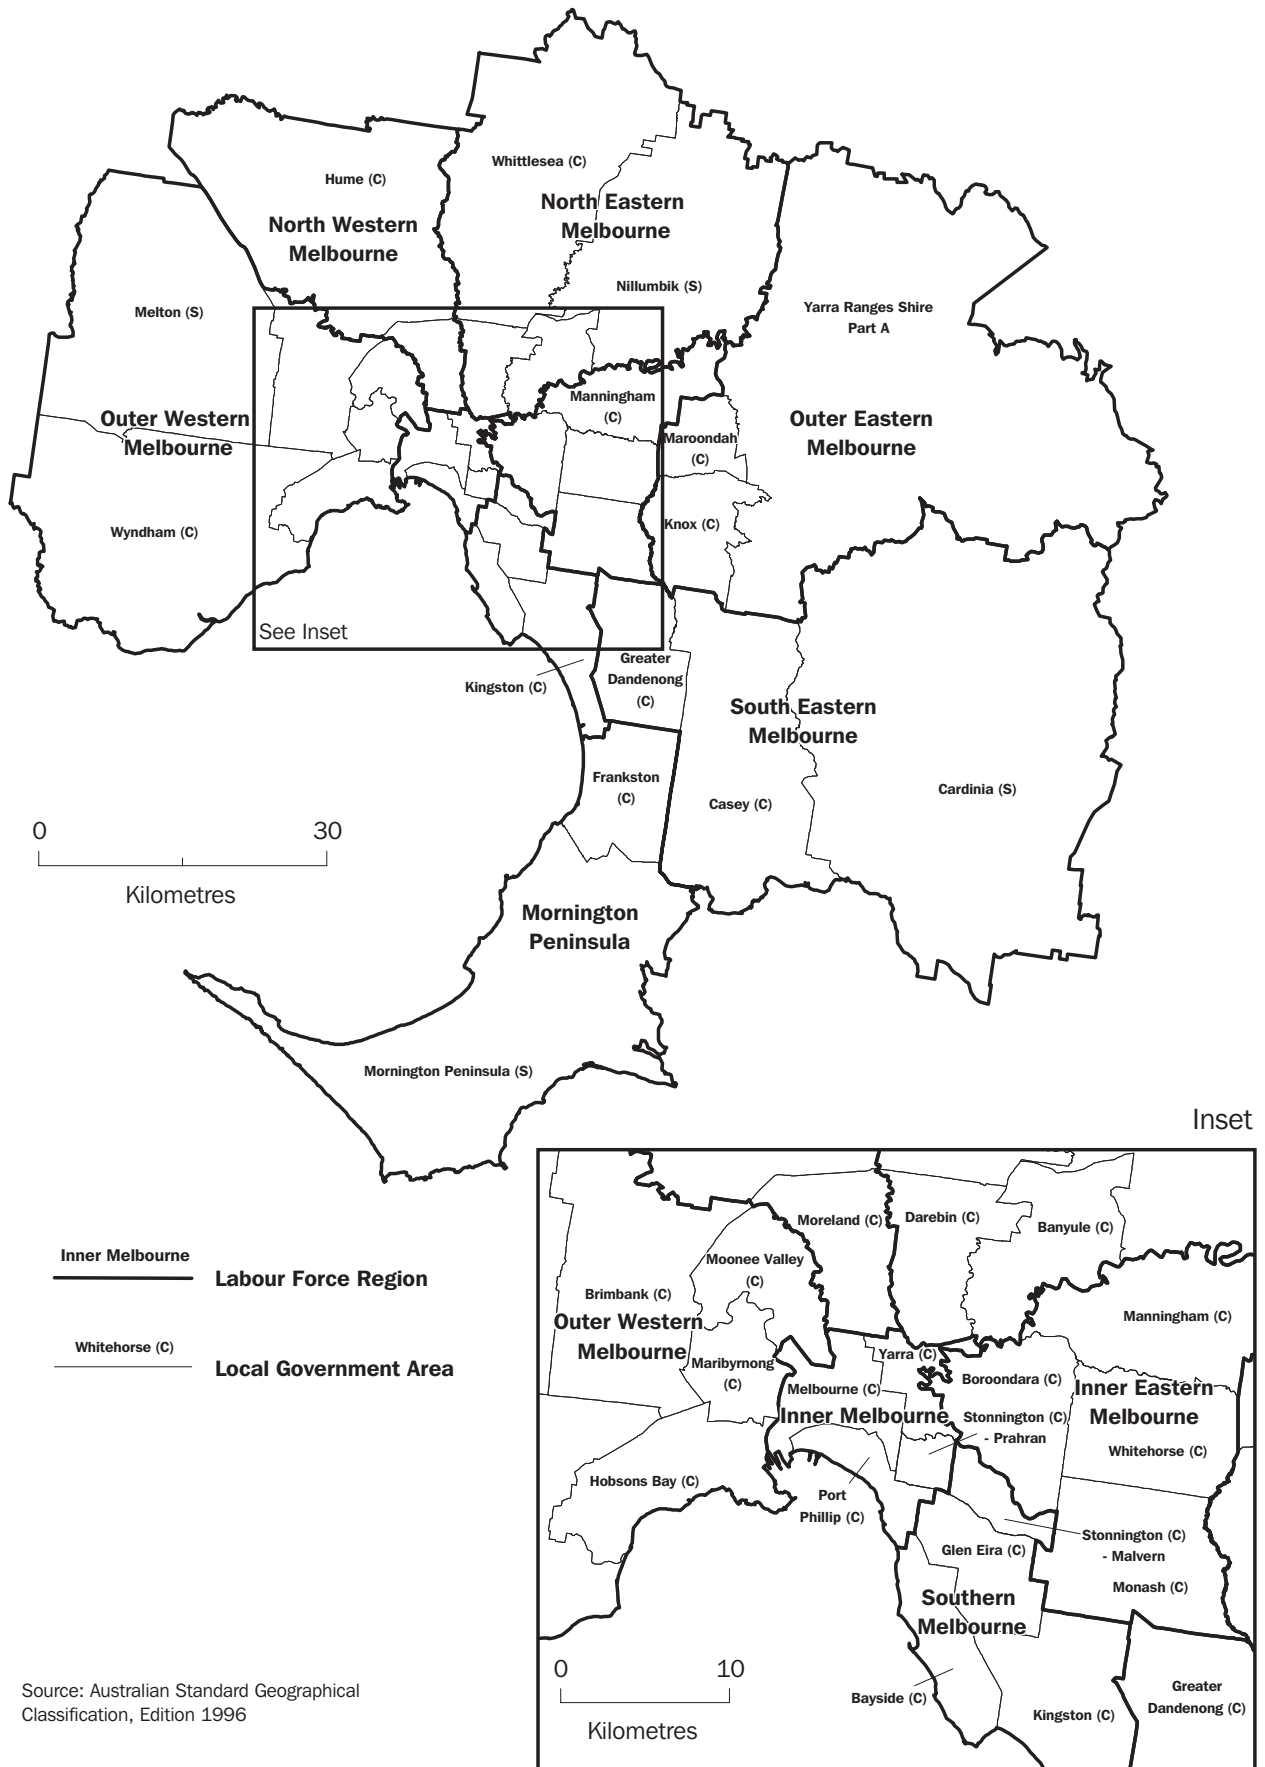 Whittlesea (C)
Hume (C)
North Eastern
Melbourne
North Western
Melbourne
Nillumbik (S)
Melton (S)
Yarra Ranges Shire
Part A
Manningham
(C)
Outer Western
Melbourne
Outer Eastern
Melbourne
Maroondah
(C)
Knox (C)
Wyndham (C)
See Inset
Greater
Dandenong
(C)
Kingston (C)
South Eastern
Melbourne
Frankston
(C)
Casey (C)
Cardinia (S)
0 30
Kilometres
Mornington
Peninsula
Mornington Peninsula (S)
Inset
Moreland (C)
Darebin (C)
Banyule (C)
Moonee Valley
(C)
Brimbank (C)
Manningham (C)
Outer Western
Melbourne
Yarra (C)
Maribyrnong
(C)
Boroondara (C)
Melbourne (C)
Inner Eastern
Melbourne
Inner Melbourne
Stonnington (C)
- Prahran
Whitehorse (C)
Hobsons Bay (C)
Port
Phillip (C)
Stonnington (C)
- Malvern
Glen Eira (C)
Monash (C)
Southern
Melbourne
Bayside (C)
Kingston (C)
Greater
Dandenong (C)
0 10
Kilometres
Inner Melbourne
Labour Force Region
Whitehorse (C)
Local Government Area
Source: Australian Standard Geographical
Classification, Edition 1996